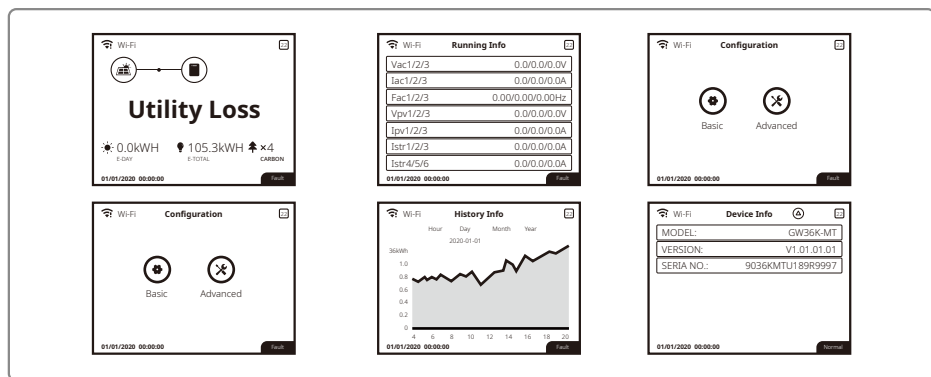 Wi-Fi 22
Utility Loss
0.0kWH 105.3kWH ×4
E-DAY E-TOTAL CARBON
01/01/2020 00:00:00 Fault
Wi-Fi Running Info 22
Vac1/2/3 0.0/0.0/0.0V
Iac1/2/3 0.0/0.0/0.0A
Fac1/2/3 0.00/0.00/0.00Hz
Vpv1/2/3 0.0/0.0/0.0V
Ipv1/2/3 0.0/0.0/0.0A
Istr1/2/3 0.0/0.0/0.0A
Istr4/5/6 0.0/0.0/0.0A
01/01/2020 00:00:00 Fault
Wi-Fi Configuration 22
Basic Advanced
01/01/2020 00:00:00 Fault
Wi-Fi Configuration 22
Basic Advanced
01/01/2020 00:00:00 Fault
Wi-Fi History Info 22
Hour Day Month Year
2020-01-01
36kWh
1.0
0.8
0.6
0.4
0.2
0
4 6 8 10 12 14 16 18 20
01/01/2020 00:00:00 Fault
Wi-Fi Device Info 22
MODEL: GW36K-MT
VERSION: V1.01.01.01
SERIA NO.: 9036KMTU189R9997
01/01/2020 00:00:00 Normal